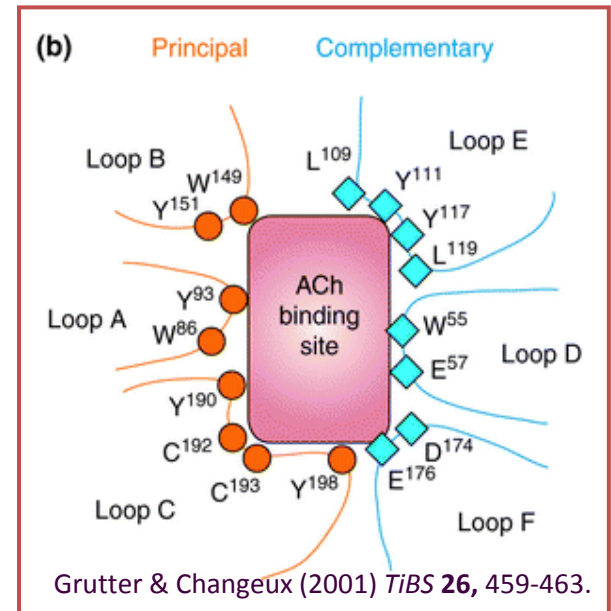 (b) Principal Complementary
Loop B
W149
Y151
Loop A
Y93
W86
Y190
C192
C193
Y198
Loop C
ACh
binding
site
L109
Y111
Y117
L119
Loop E
W55
E57
Loop D
D174
E176
Loop F
Grutter & Changeux (2001) TiBS 26, 459-463.